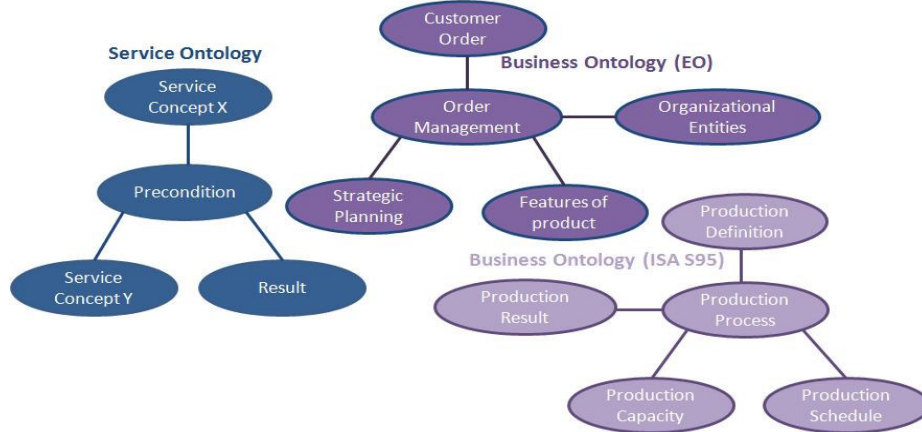 Customer
Order
Service Ontology
Business Ontology (EO)
Service
Concept X
Order
Management
Organizational
Entities
Precondition
Strategic
Planning
Features of
product
Production
Definition
Business Ontology (ISA S95)
Service
Concept Y
Result
Production
Result
Production
Process
Production
Capacity
Production
Schedule